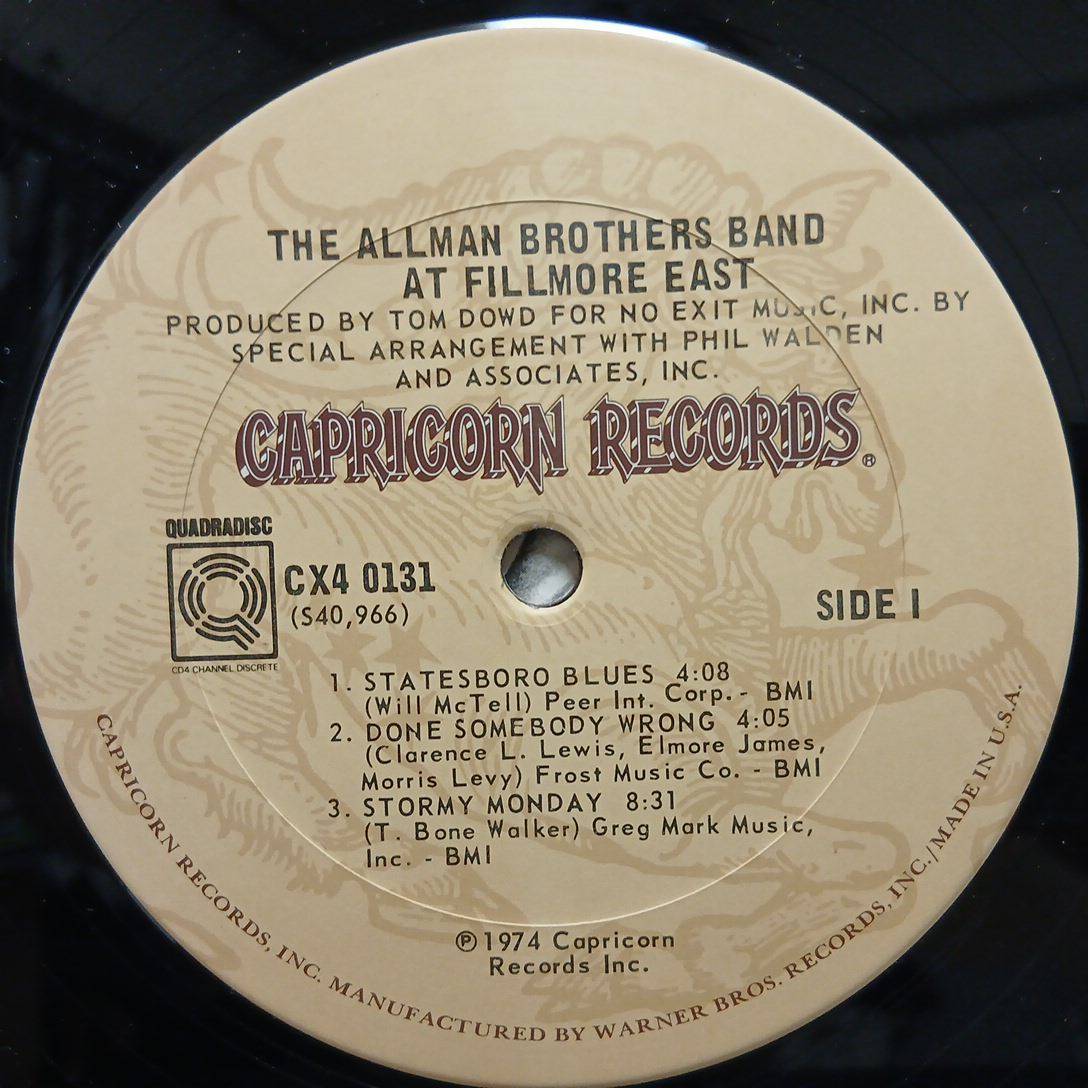 THE ALLMAN BROTHERS BAND
AT FILLMORE EAST
PRODUCED BY TOM DOWD FOR NO EXIT MUSIC, INC. BY
SPECIAL ARRANGEMENT WITH PHIL WALDEN
AND ASSOCIATES, INC.
CAPRICORN RECORDS®
QUADRADISC
CX4 0131
(S40,966)
CD4 CHANNEL DISCRETE
SIDE I
1. STATESBORO BLUES 4:08
(Will McTell) Peer Int. Corp. - BMI
2. DONE SOMEBODY WRONG 4:05
(Clarence L. Lewis, Elmore James,
Morris Levy) Frost Music Co. - BMI
3. STORMY MONDAY 8:31
(T. Bone Walker) Greg Mark Music,
Inc. - BMI
℗1974 Capricorn
Records Inc.
CAPRICORN RECORDS, INC. MANUFACTURED BY WARNER BROS. RECORDS, INC./MADE IN U.S.A.